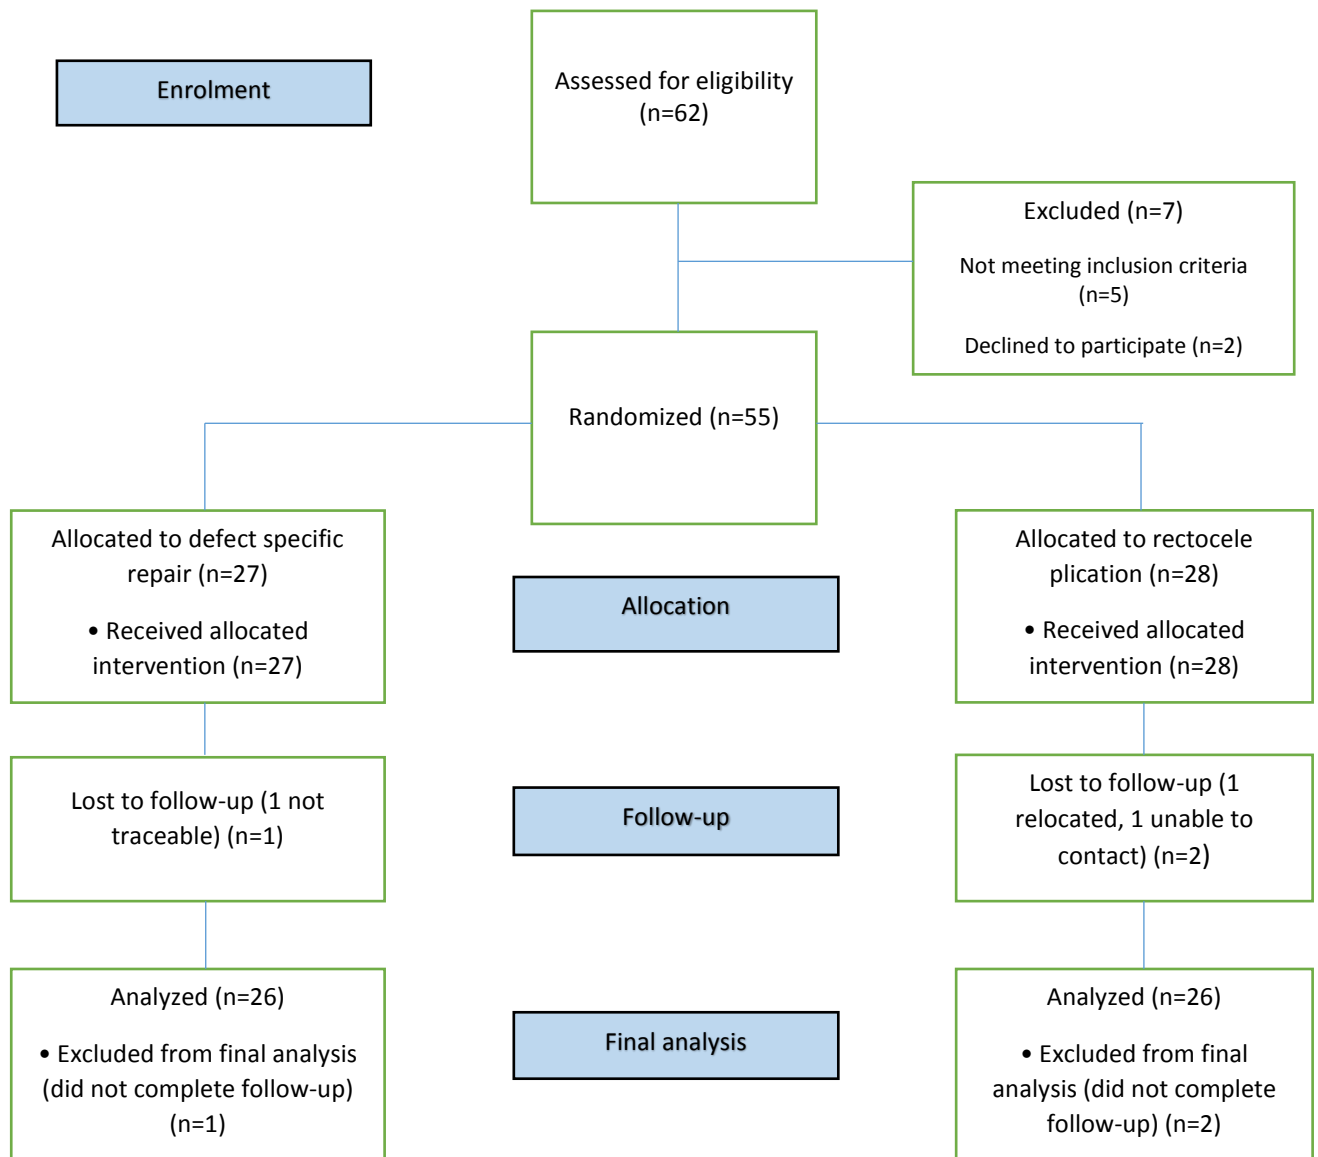 Enrolment
Assessed for eligibility
(n=62)
Excluded (n=7)
Not meeting inclusion criteria
(n=5)
Declined to participate (n=2)
Randomized (n=55)
Allocated to defect specific
repair (n=27)
• Received allocated
intervention (n=27)
Allocation
Allocated to rectocele
plication (n=28)
• Received allocated
intervention (n=28)
Lost to follow-up (1 not
traceable) (n=1)
Follow-up
Lost to follow-up (1
relocated, 1 unable to
contact) (n=2)
Analyzed (n=26)
• Excluded from final analysis
(did not complete follow-up)
(n=1)
Final analysis
Analyzed (n=26)
• Excluded from final
analysis (did not complete
follow-up) (n=2)